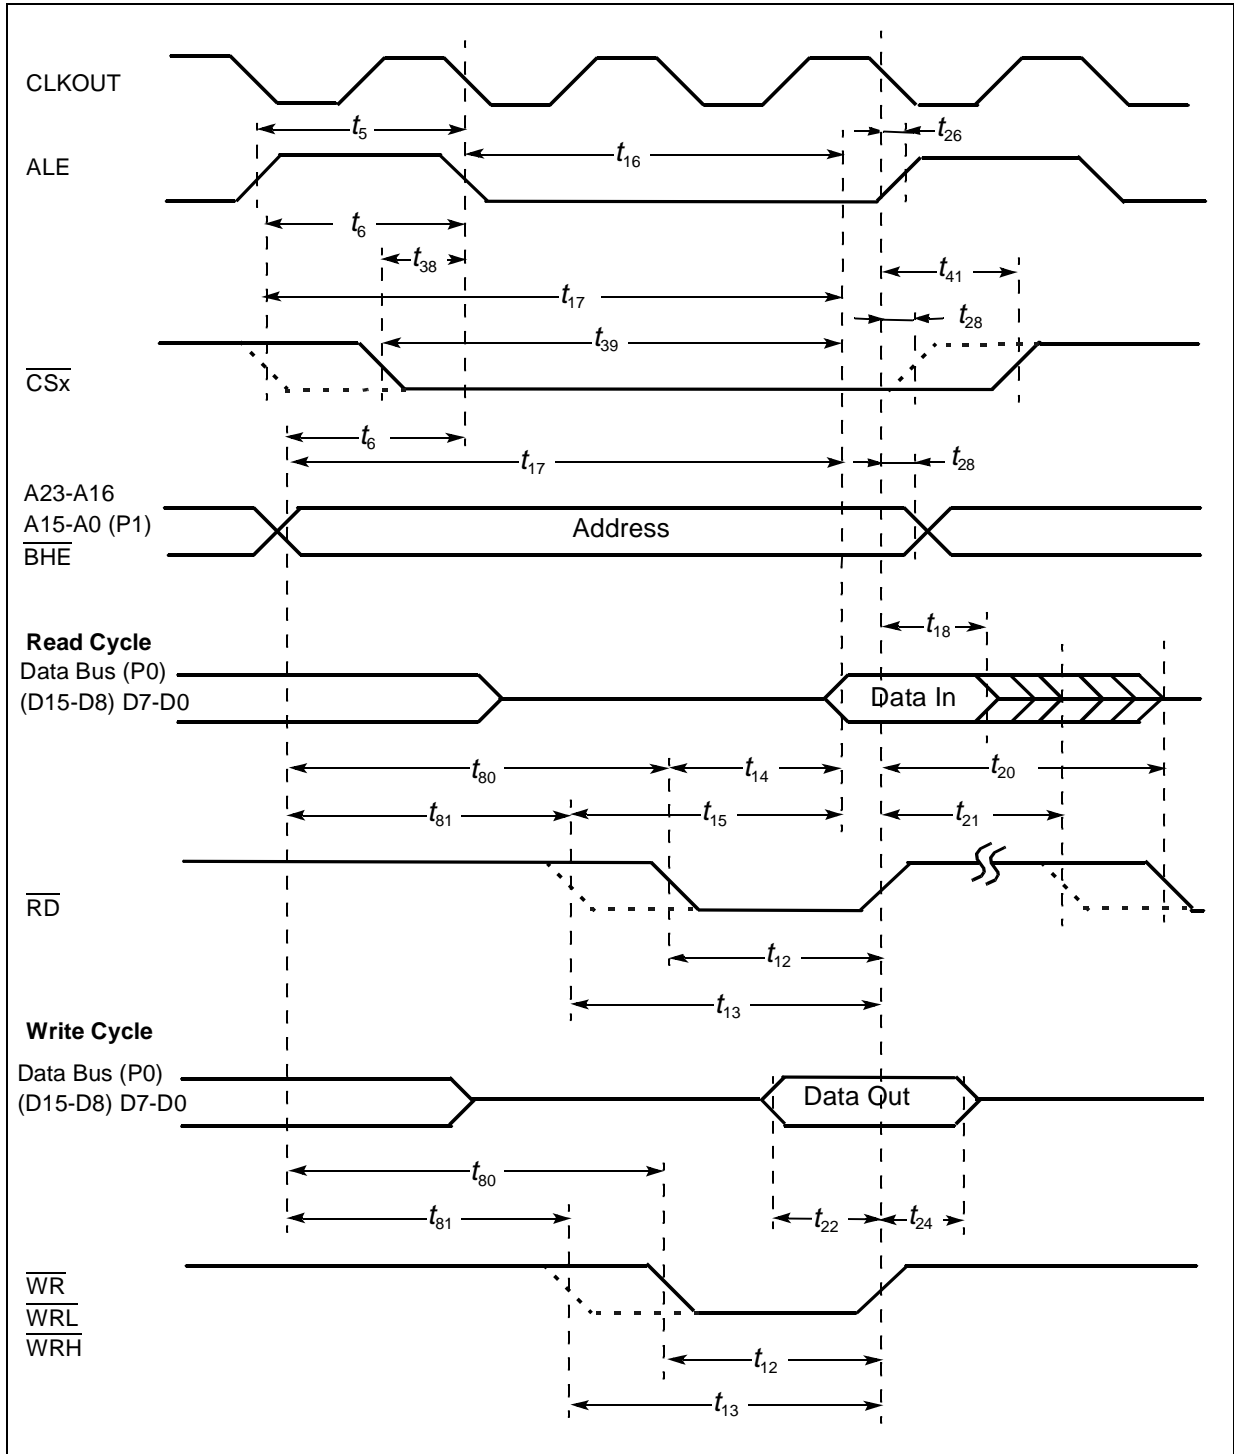 CLKOUT
t5
t26
ALE
t16
t6
t38
t41
t17
t28
t39
CSx
t6
t17
t28
A23-A16
A15-A0 (P1)
Address
BHE
t18
Read Cycle
Data Bus (P0)
(D15-D8) D7-D0
Data In
t80
t14
t20
t81
t15
t21
RD
t12
t13
Write Cycle
Data Bus (P0)
(D15-D8) D7-D0
Data Out
t80
t81
t22
t24
WR
WRL
WRH
t12
t13